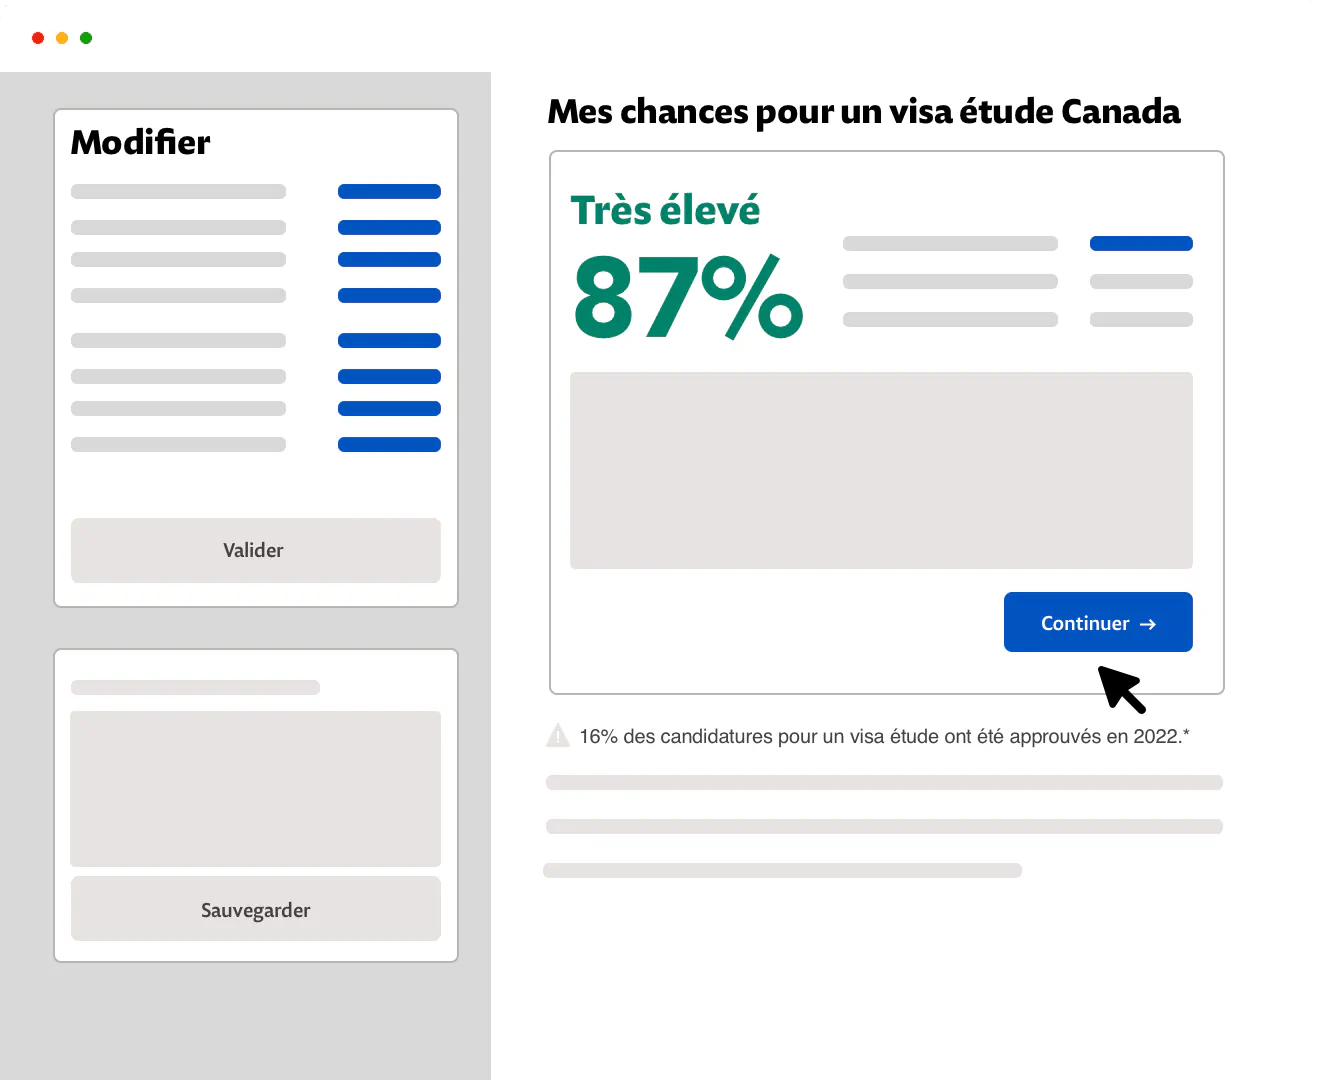 Modifier
Valider
Sauvegarder
Mes chances pour un visa étude Canada
Très élevé
87%
Continuer →
16% des candidatures pour un visa étude ont été approuvés en 2022.*